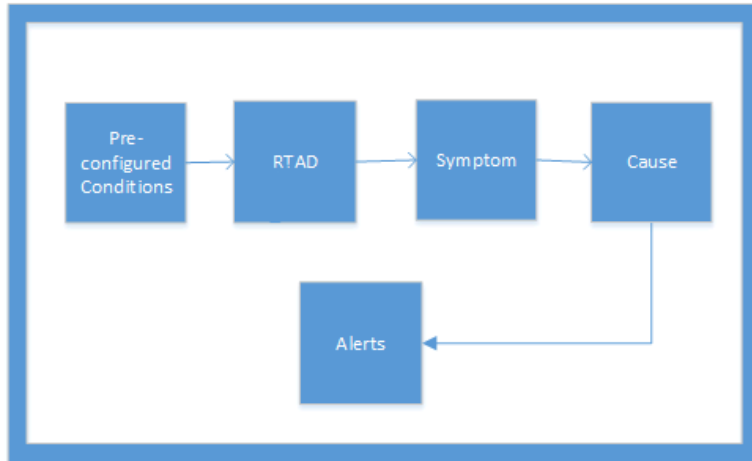 Pre-
configured
Conditions
RTAD
Symptom
Cause
Alerts